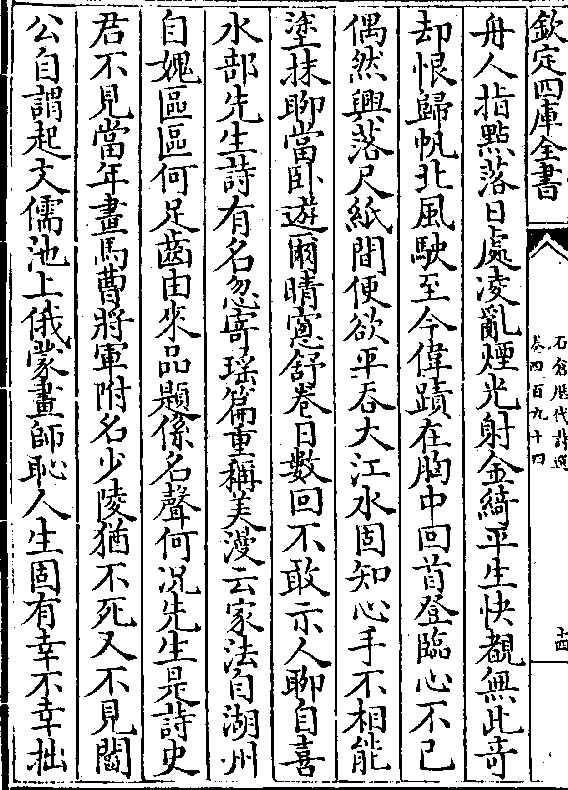 欽定四庫全書
石倉歷代詩選
卷四百九十四
十四
舟人指點落日處凌亂煙光射金綺平生快覩無此奇
却恨歸帆北風駛至今偉蹟在胸中回首登臨心不已
偶然興落尺紙間便欲平吞大江水固知心手不相能
塗抹聊當卧遊爾晴窻舒卷日數回不敢示人聊自喜
水部先生詩有名忽寄瑤篇重稱美漫云家法自湖州
自媿區區何足齒由來品題係名聲何况先生是詩史
君不見當年畫馬曹將軍附名少陵猶不死又不見閻
公自謂起文儒池上俄蒙畫師恥人生固有幸不幸拙